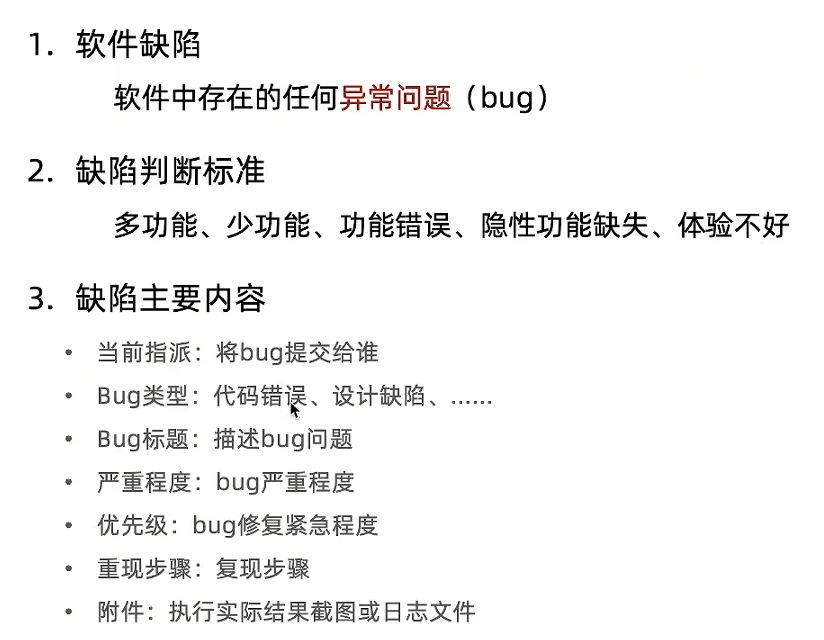 1. 软件缺陷
软件中存在的任何异常问题（bug）
2. 缺陷判断标准
多功能、少功能、功能错误、隐性功能缺失、体验不好
3. 缺陷主要内容
• 当前指派：将bug提交给谁
• Bug类型：代码错误、设计缺陷、……
• Bug标题：描述bug问题
• 严重程度：bug严重程度
• 优先级：bug修复紧急程度
• 重现步骤：复现步骤
• 附件：执行实际结果截图或日志文件